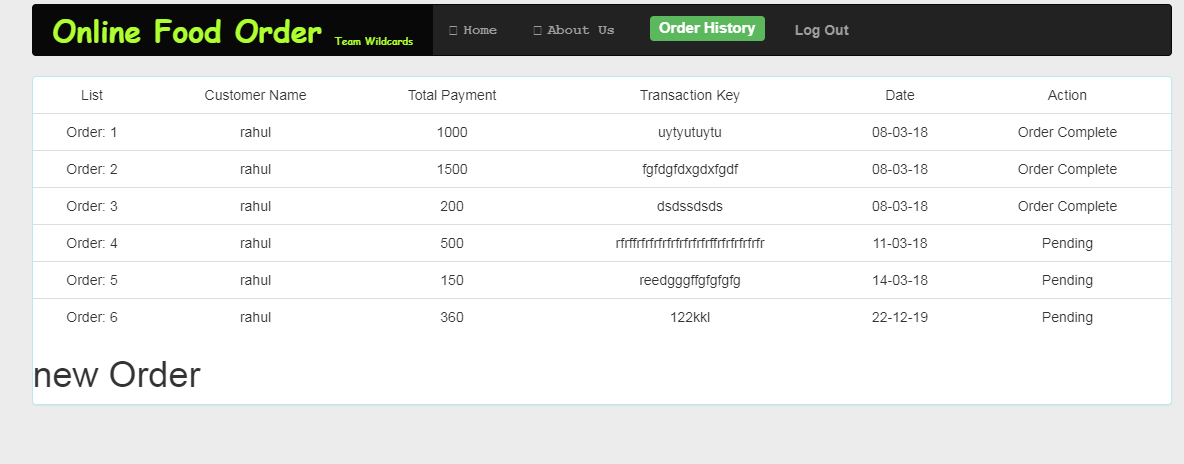 Online Food Order Team Wildcards Home About Us Order History Log Out
List Customer Name Total Payment Transaction Key Date Action
Order: 1 rahul 1000 uytyutuytu 08-03-18 Order Complete
Order: 2 rahul 1500 fgfdgfdxgdxfgdf 08-03-18 Order Complete
Order: 3 rahul 200 dsdssdsds 08-03-18 Order Complete
Order: 4 rahul 500 11-03-18 Pending
Order: 5 rahul 150 reedgggffgfgfgfg 14-03-18 Pending
Order: 6 rahul 360 122kkl 22-12-19 Pending
new Order